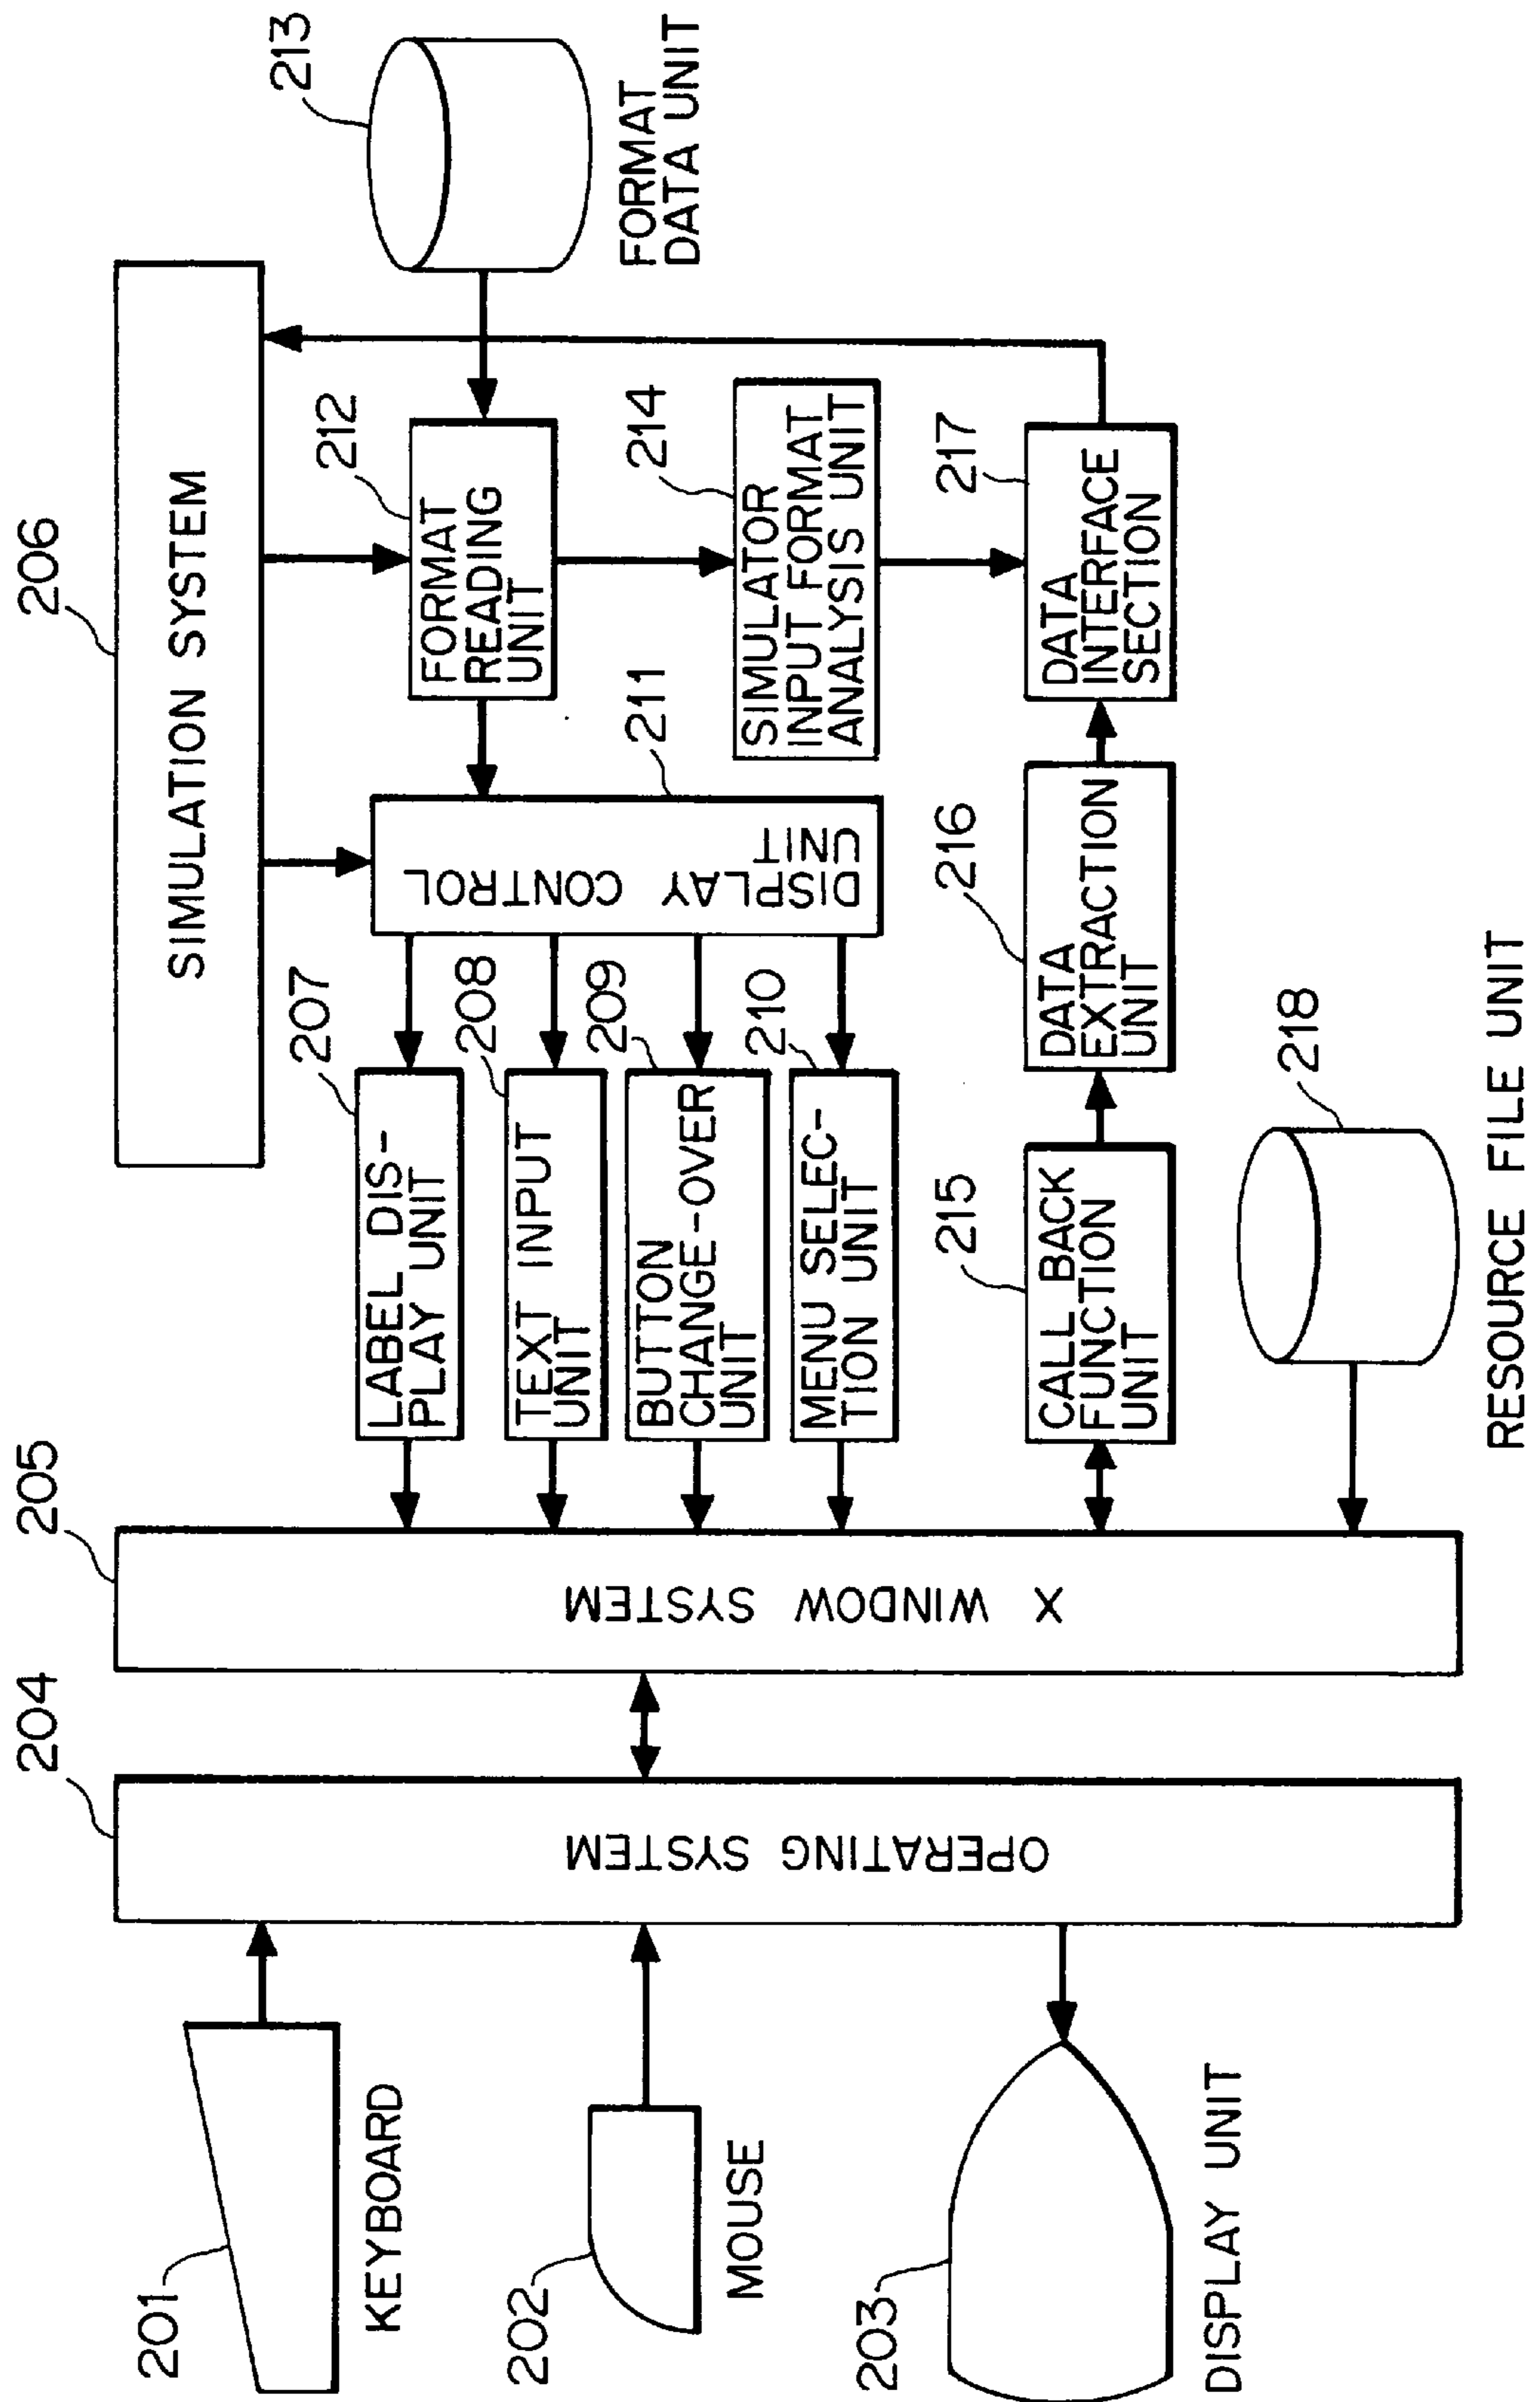 206
SIMULATION SYSTEM
213
FORMAT
DATA UNIT
212
FORMAT
READING
UNIT
211
DISPLAY CONTROL
UNIT
214
SIMULATOR
INPUT FORMAT
ANALYSIS UNIT
207
LABEL DIS-
PLAY UNIT
208
TEXT INPUT
UNIT
209
BUTTON
CHANGE-OVER
UNIT
210
MENU SELEC-
TION UNIT
215
CALL BACK
FUNCTION
UNIT
216
DATA
EXTRACTION
UNIT
217
DATA
INTERFACE
SECTION
218
RESOURCE FILE UNIT
205
X WINDOW SYSTEM
204
OPERATING SYSTEM
201
KEYBOARD
202
MOUSE
203
DISPLAY UNIT